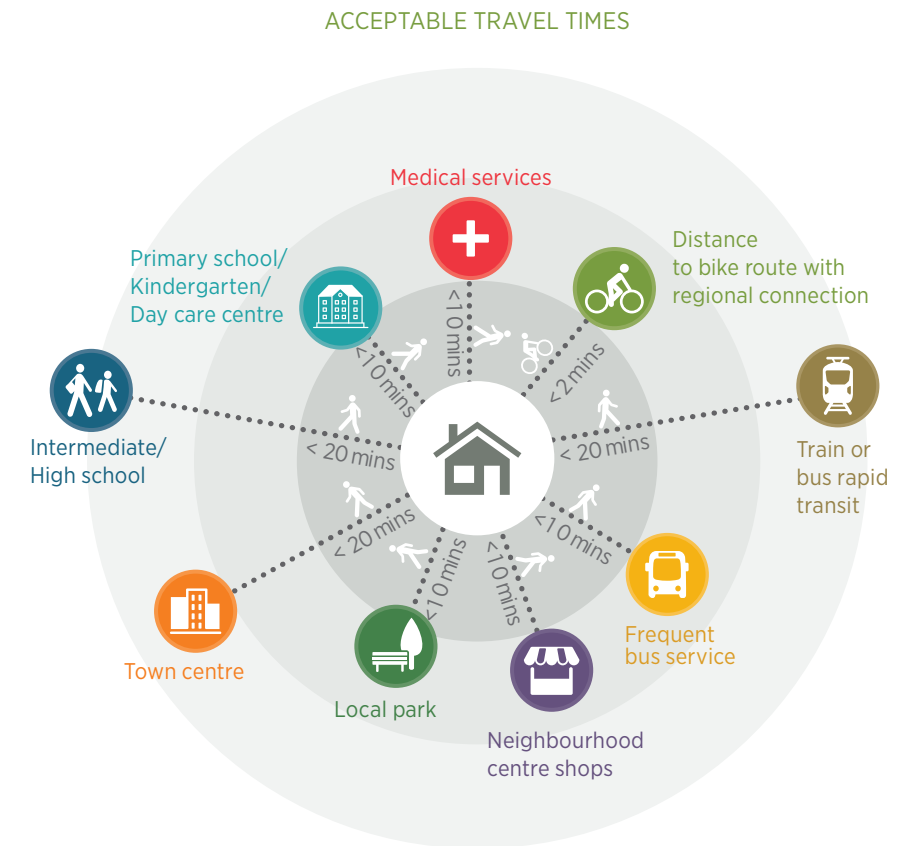 ACCEPTABLE TRAVEL TIMES
Medical services
<10 mins
Distance
to bike route with
regional connection
<2 mins
Train or
bus rapid
transit
< 20 mins
Frequent
bus service
<10 mins
Neighbourhood
centre shops
<10 mins
Local park
<10 mins
Town centre
< 20 mins
Intermediate/
High school
< 20 mins
Primary school/
Kindergarten/
Day care centre
<10 mins